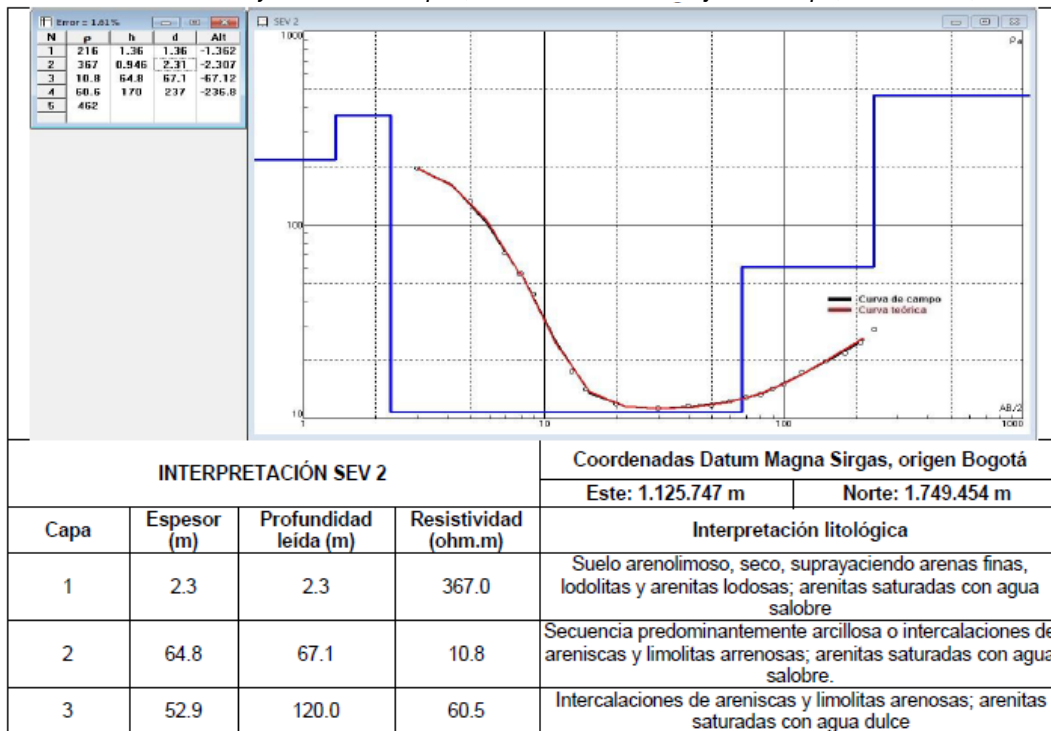 Error = 1.81%
N ρ h d Alt
1 216 1.36 1.36 -1.362
2 367 0.946 2.31 -2.307
3 10.8 64.8 67.1 -67.12
4 60.6 170 237 -236.8
5 462
SEV 2
1000
ρa
100
Curva de campo
Curva teórica
10
AB/2
1 10 100 1000
INTERPRETACIÓN SEV 2
Coordenadas Datum Magna Sirgas, origen Bogotá
Este: 1.125.747 m Norte: 1.749.454 m
Capa Espesor (m) Profundidad leída (m) Resistividad (ohm.m) Interpretación litológica
1 2.3 2.3 367.0
Suelo arenolimoso, seco, suprayaciendo arenas finas,
lodolitas y arenitas lodosas; arenitas saturadas con agua
salobre
2 64.8 67.1 10.8
Secuencia predominantemente arcillosa o intercalaciones de
areniscas y limolitas arrenosas; arenitas saturadas con agua
salobre.
3 52.9 120.0 60.5
Intercalaciones de areniscas y limolitas arenosas; arenitas
saturadas con agua dulce